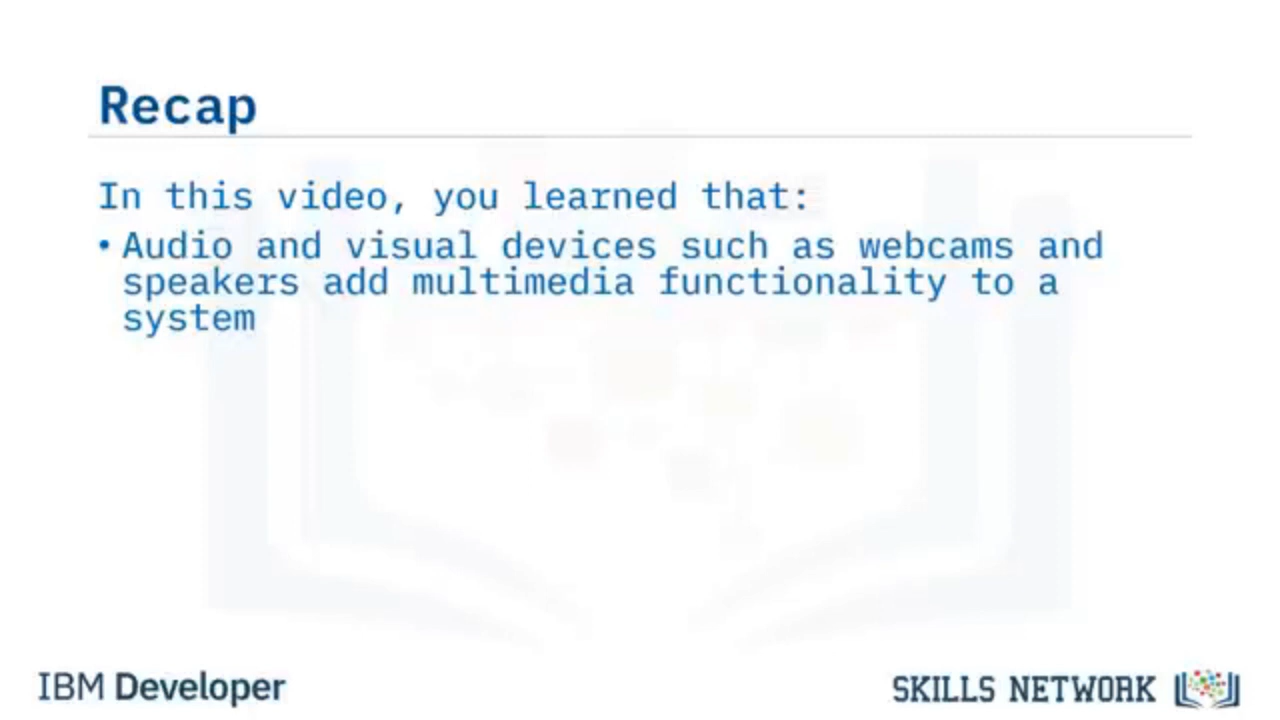 Recap
In this video, you learned that:
• Audio and visual devices such as webcams and
speakers add multimedia functionality to a
system
IBM Developer
SKILLS NETWORK